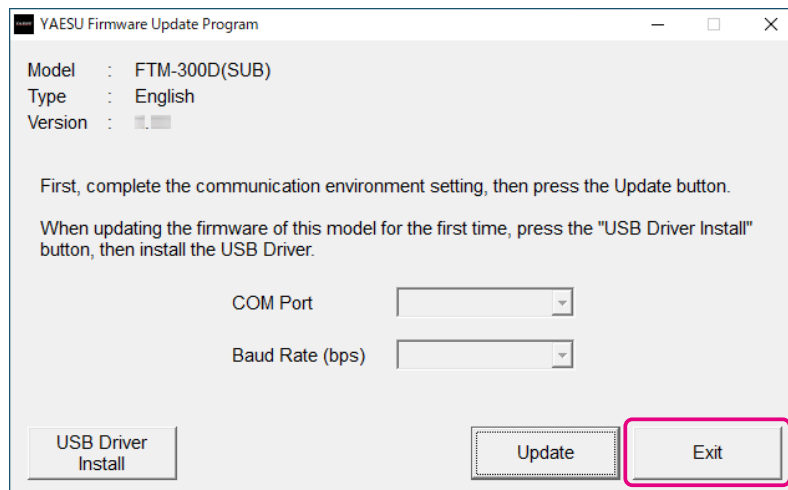 YAESU Firmware Update Program
Model : FTM-300D(SUB)
Type : English
Version :
First, complete the communication environment setting, then press the Update button.
When updating the firmware of this model for the first time, press the "USB Driver Install"
button, then install the USB Driver.
COM Port
Baud Rate (bps)
USB Driver
Install
Update
Exit